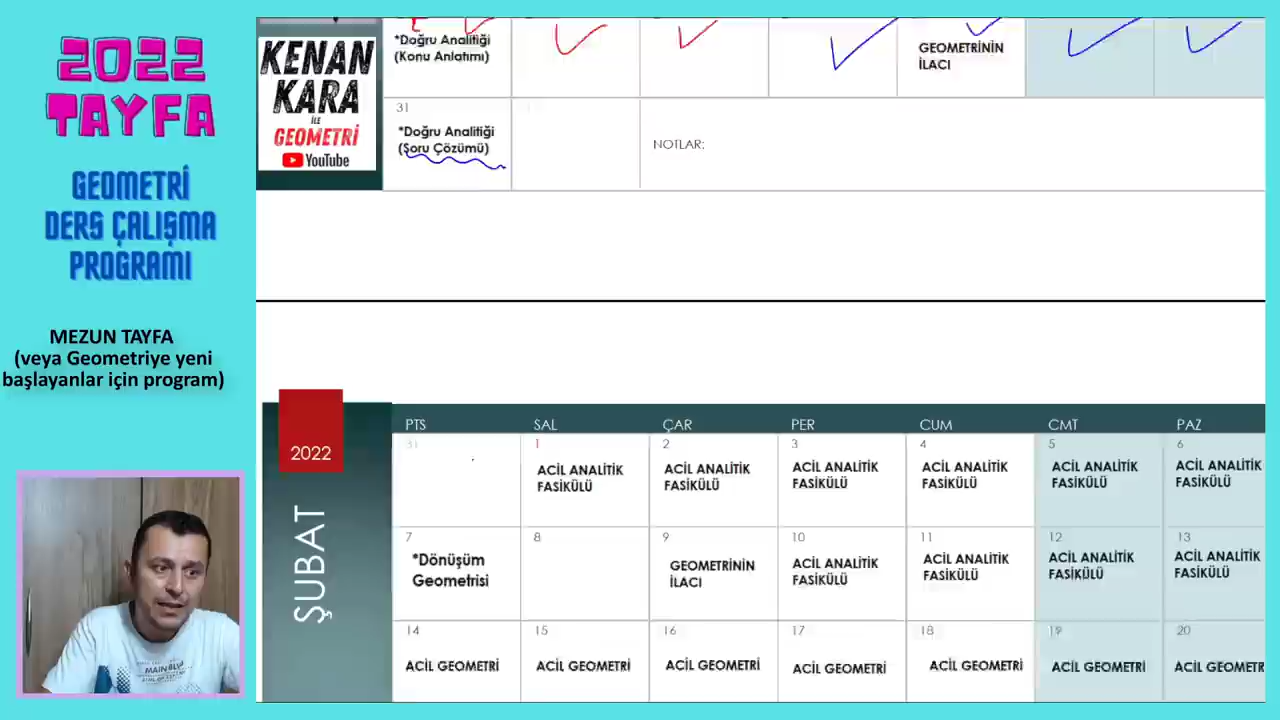 2022
TAYFA
GEOMETRİ
DERS ÇALIŞMA
PROGRAMI
MEZUN TAYFA
(veya Geometriye yeni
başlayanlar için program)
KENAN
KARA
İLE
GEOMETRİ
YouTube
*Doğru Analitiği
(Konu Anlatımı)
GEOMETRİNİN
İLACI
31
*Doğru Analitiği
(Soru Çözümü)
NOTLAR:
2022
ŞUBAT
PTS SAL ÇAR PER CUM CMT PAZ
31 1 2 3 4 5 6
ACİL ANALİTİK ACİL ANALİTİK ACİL ANALİTİK ACİL ANALİTİK ACİL ANALİTİK ACİL ANALİTİK
FASİKÜLÜ FASİKÜLÜ FASİKÜLÜ FASİKÜLÜ FASİKÜLÜ FASİKÜLÜ
7 8 9 10 11 12 13
*Dönüşüm GEOMETRİNİN ACİL ANALİTİK ACİL ANALİTİK ACİL ANALİTİK ACİL ANALİTİK
Geometrisi İLACI FASİKÜLÜ FASİKÜLÜ FASİKÜLÜ FASİKÜLÜ
14 15 16 17 18 19 20
ACİL GEOMETRİ ACİL GEOMETRİ ACİL GEOMETRİ ACİL GEOMETRİ ACİL GEOMETRİ ACİL GEOMETRİ ACİL GEOMETR
MAIN BLV